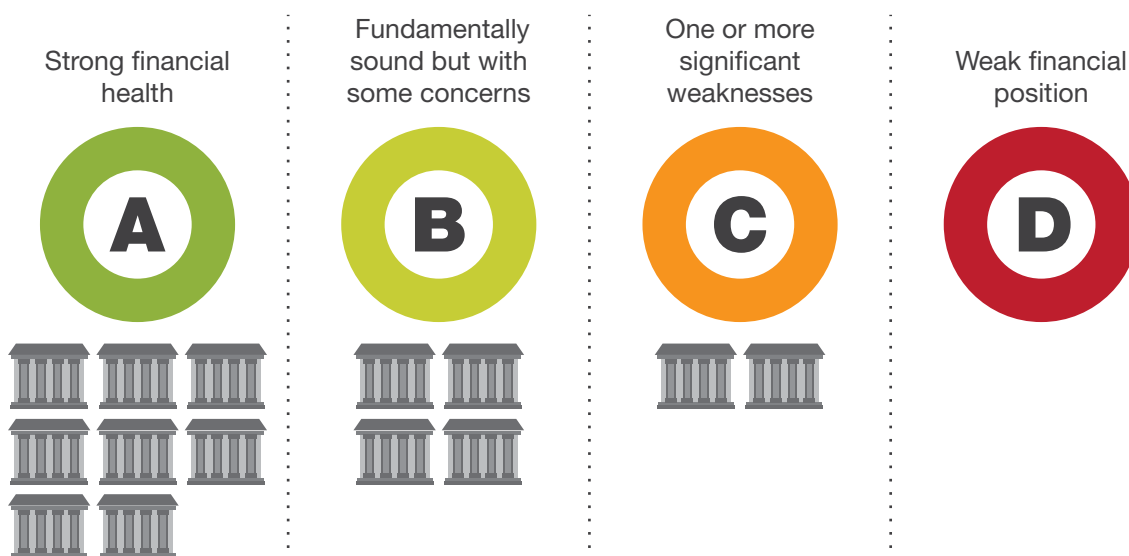 Strong financial
health
A
Fundamentally
sound but with
some concerns
B
One or more
significant
weaknesses
C
Weak financial
position
D